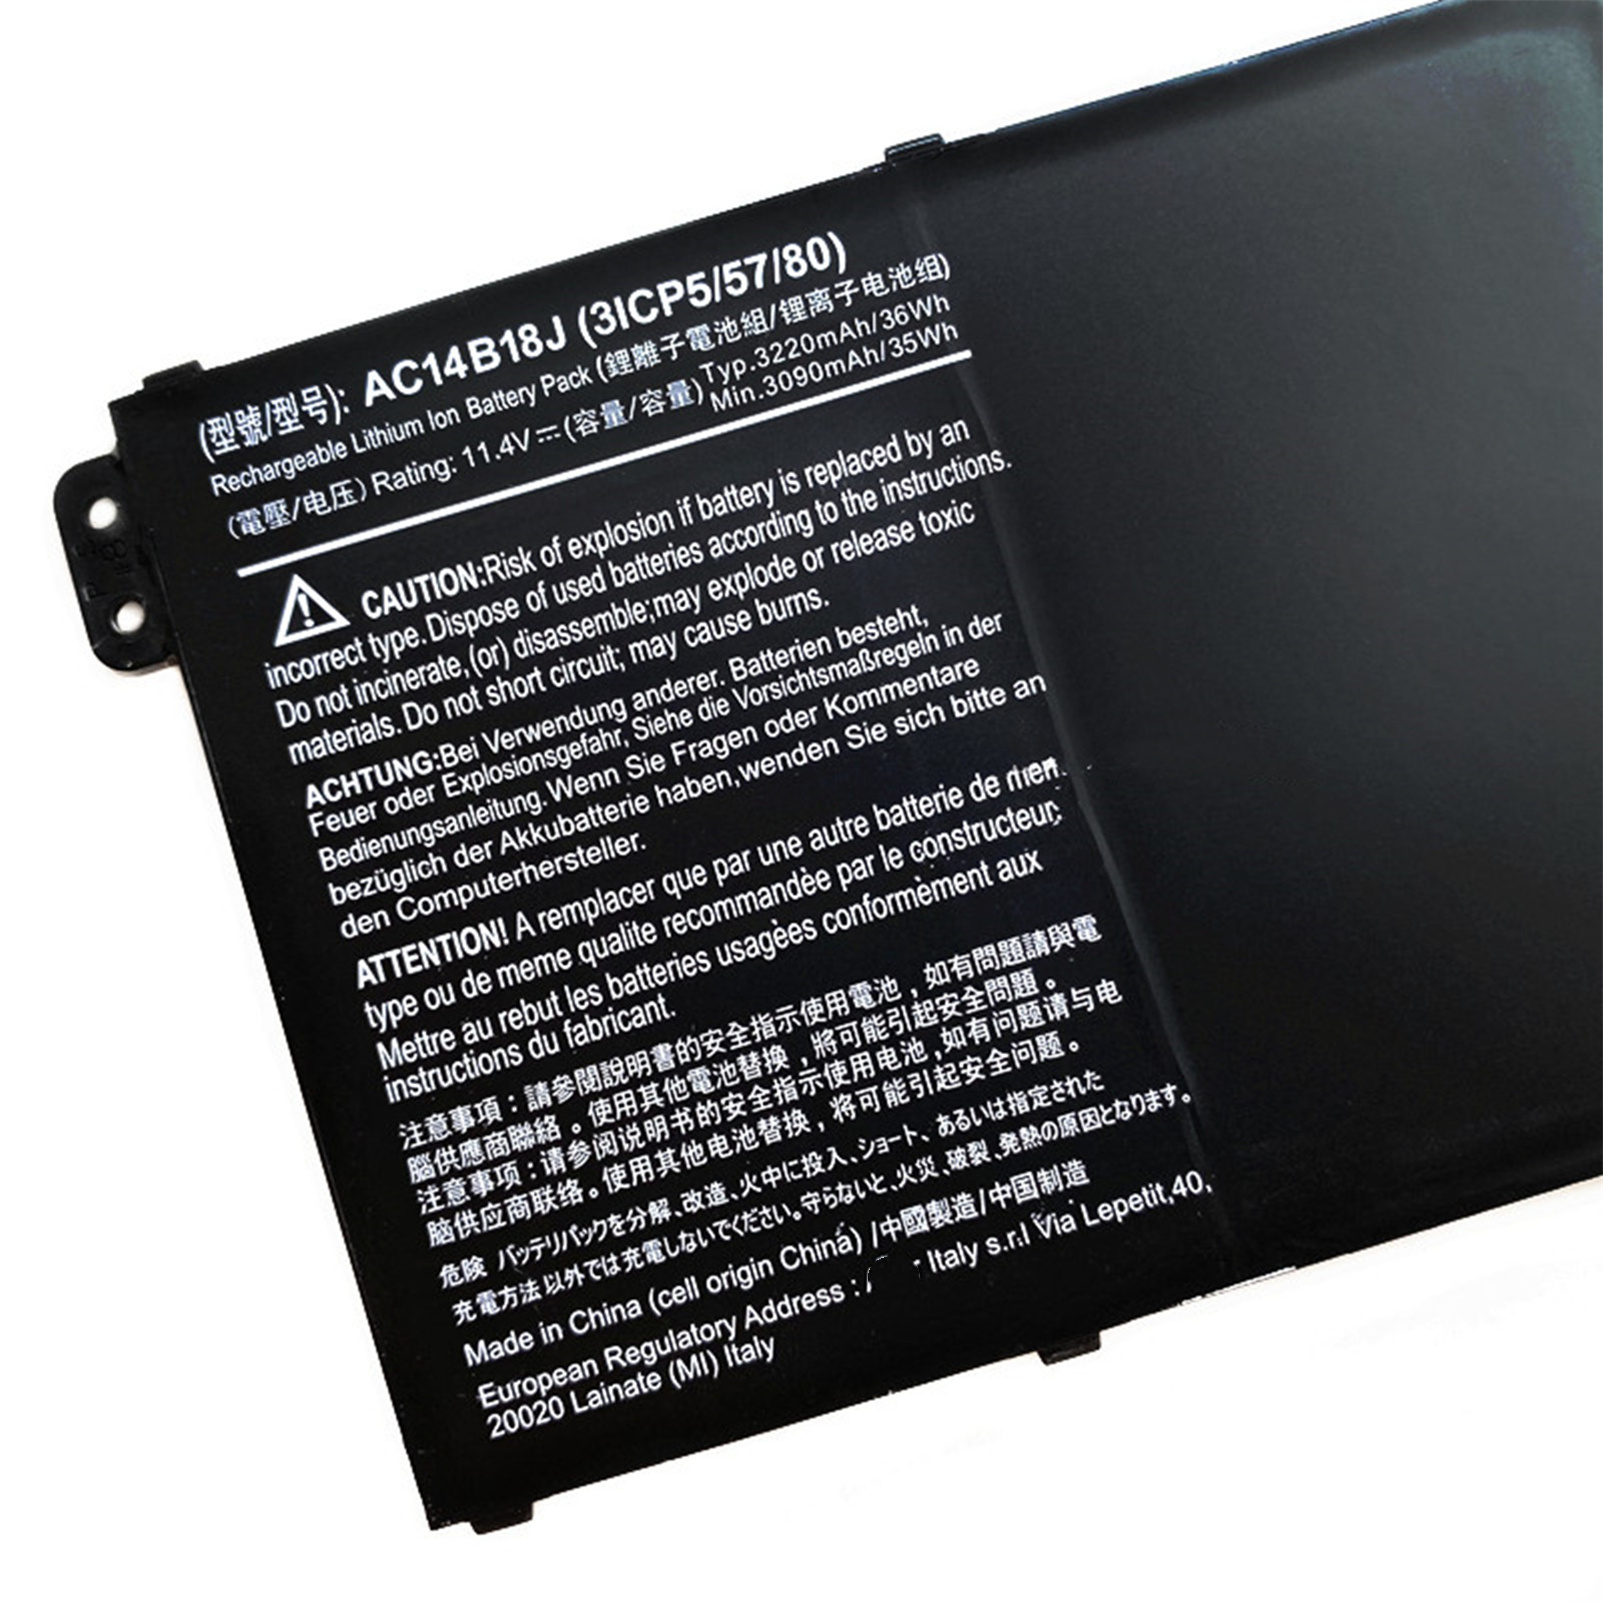 (型號/型号): AC14B18J (3ICP5/57/80)
Rechargeable Lithium Ion Battery Pack (鋰離子電池組/锂离子电池组)
(電壓/电压) Rating: 11.4V⎓(容量/容量) Typ.3220mAh/36Wh
Min.3090mAh/35Wh
CAUTION:Risk of explosion if battery is replaced by an
incorrect type. Dispose of used batteries according to the instructions.
Do not incinerate, (or) disassemble;may explode or release toxic
materials. Do not short circuit; may cause burns.
ACHTUNG:Bei Verwendung anderer. Batterien besteht,
Feuer oder Explosionsgefahr, Siehe die Vorsichtsmaßregeln in der
Bedienungsanleitung. Wenn Sie Fragen oder Kommentare
bezüglich der Akkubatterie haben,wenden Sie sich bitte an
den Computerhersteller.
ATTENTION! A remplacer que par une autre batterie de
type ou de meme qualite recommandèe par le constructeur.
Mettre au rebut les batteries usagèes conformèment aux
instructions du fabricant.
注意事項：請參閱說明書的安全指示使用電池，如有問題請與電
腦供應商聯絡。使用其他電池替換，將可能引起安全問題。
注意事项：请参阅说明书的安全指示使用电池,如有问题请与电
脑供应商联络。使用其他电池替换，将可能引起安全问题。
危険 バッテリパックを分解、改造、火中に投入、ショート、あるいは指定された
充電方法以外では充電しないでください。守らないと、火災、破裂、発熱の原因となります。
Made in China (cell origin China) /中國製造/中国制造
European Regulatory Address : Italy s.r.l Via Lepetit,40,
20020 Lainate (MI) Italy